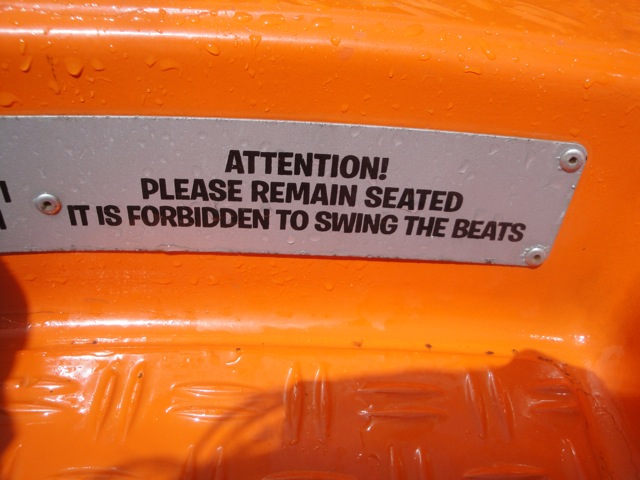 ATTENTION!
PLEASE REMAIN SEATED
IT IS FORBIDDEN TO SWING THE BEATS